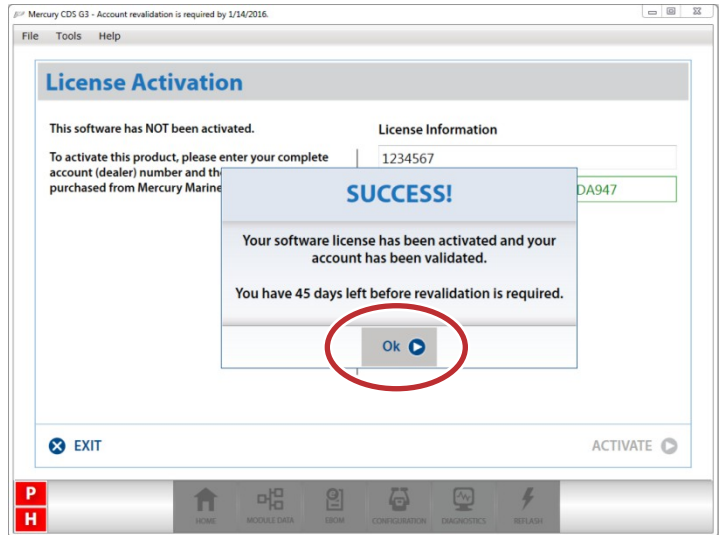 Mercury CDS G3 - Account revalidation is required by 1/14/2016.
File Tools Help
License Activation
This software has NOT been activated.
License Information
To activate this product, please enter your complete
1234567
account (dealer) number and the
purchased from Mercury Marine
DA947
SUCCESS!
Your software license has been activated and your
account has been validated.
You have 45 days left before revalidation is required.
Ok
EXIT
ACTIVATE
P
H
HOME MODULE DATA EBOM CONFIGURATION DIAGNOSTICS REFLASH